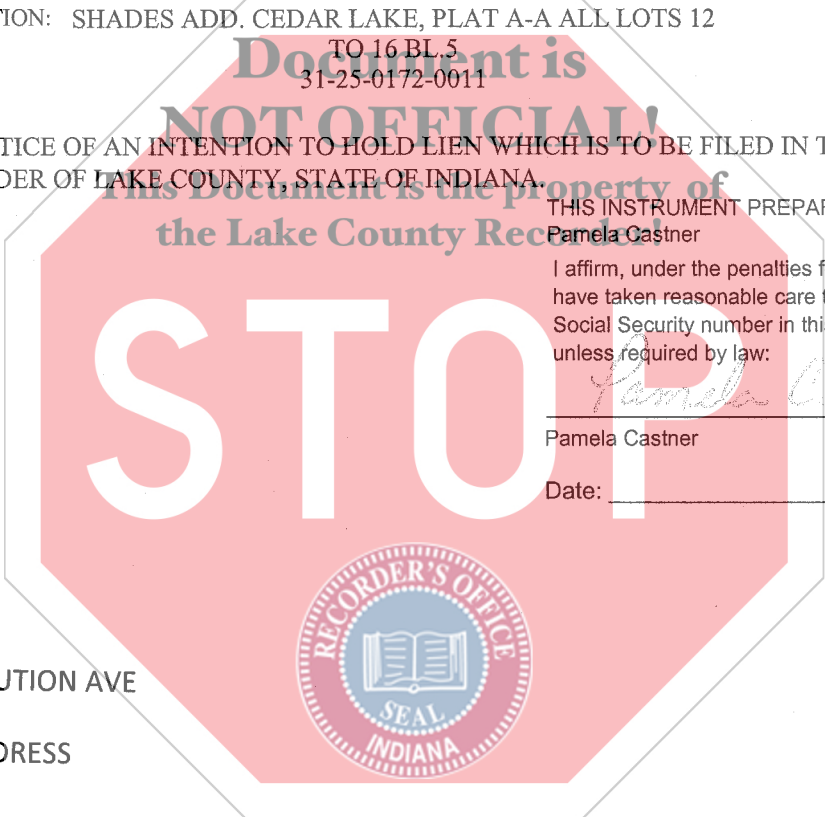 TION: SHADES ADD. CEDAR LAKE, PLAT A-A ALL LOTS 12
TO 16 BL.5
31-25-0172-0011
Document is
NOT OFFICIAL!
TICE OF AN INTENTION TO HOLD LIEN WHICH IS TO BE FILED IN T
DER OF LAKE COUNTY, STATE OF INDIANA.
This Document is the property of
the Lake County Recorder!
THIS INSTRUMENT PREPAR
Pamela Castner
I affirm, under the penalties f
have taken reasonable care t
Social Security number in this
unless required by law:
Pamela C
Pamela Castner
Date:
STOP
RECORDER'S OFFICE
SEAL
INDIANA
UTION AVE
DRESS